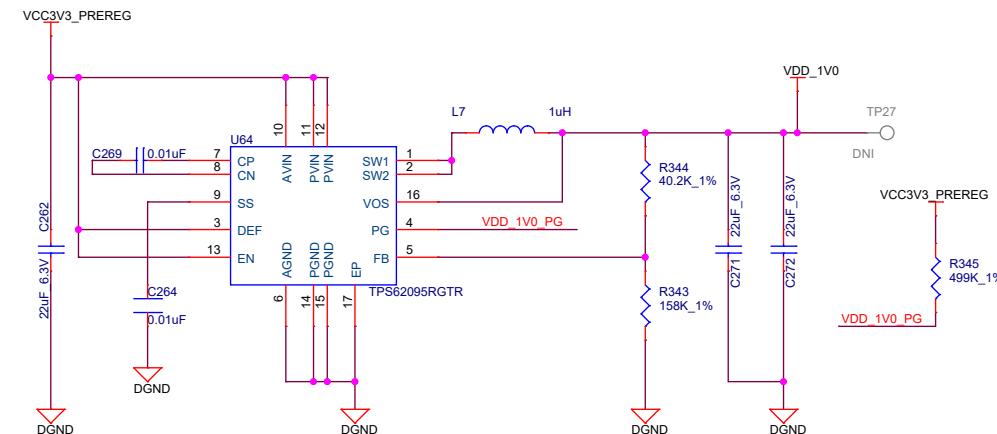 VCC3V3_PREREG
VDD_1V0
L7
1uH
TP27
DNI
10
11
12
U64
C269
0.01uF
7
8
9
3
13
CP
CN
SS
DEF
EN
AVIN
PVIN
PVIN
SW1
SW2
VOS
PG
FB
1
2
16
4
5
VDD_1V0_PG
AGND
PGND
PGND
EP
6
14
15
17
TPS62095RGTR
C262
22uF 6.3V
C264
0.01uF
R344
40.2K_1%
R343
158K_1%
22uF_6.3V
C271
22uF_6.3V
C272
VCC3V3_PREREG
R345
499K_1%
VDD_1V0_PG
DGND
DGND
DGND
DGND
DGND